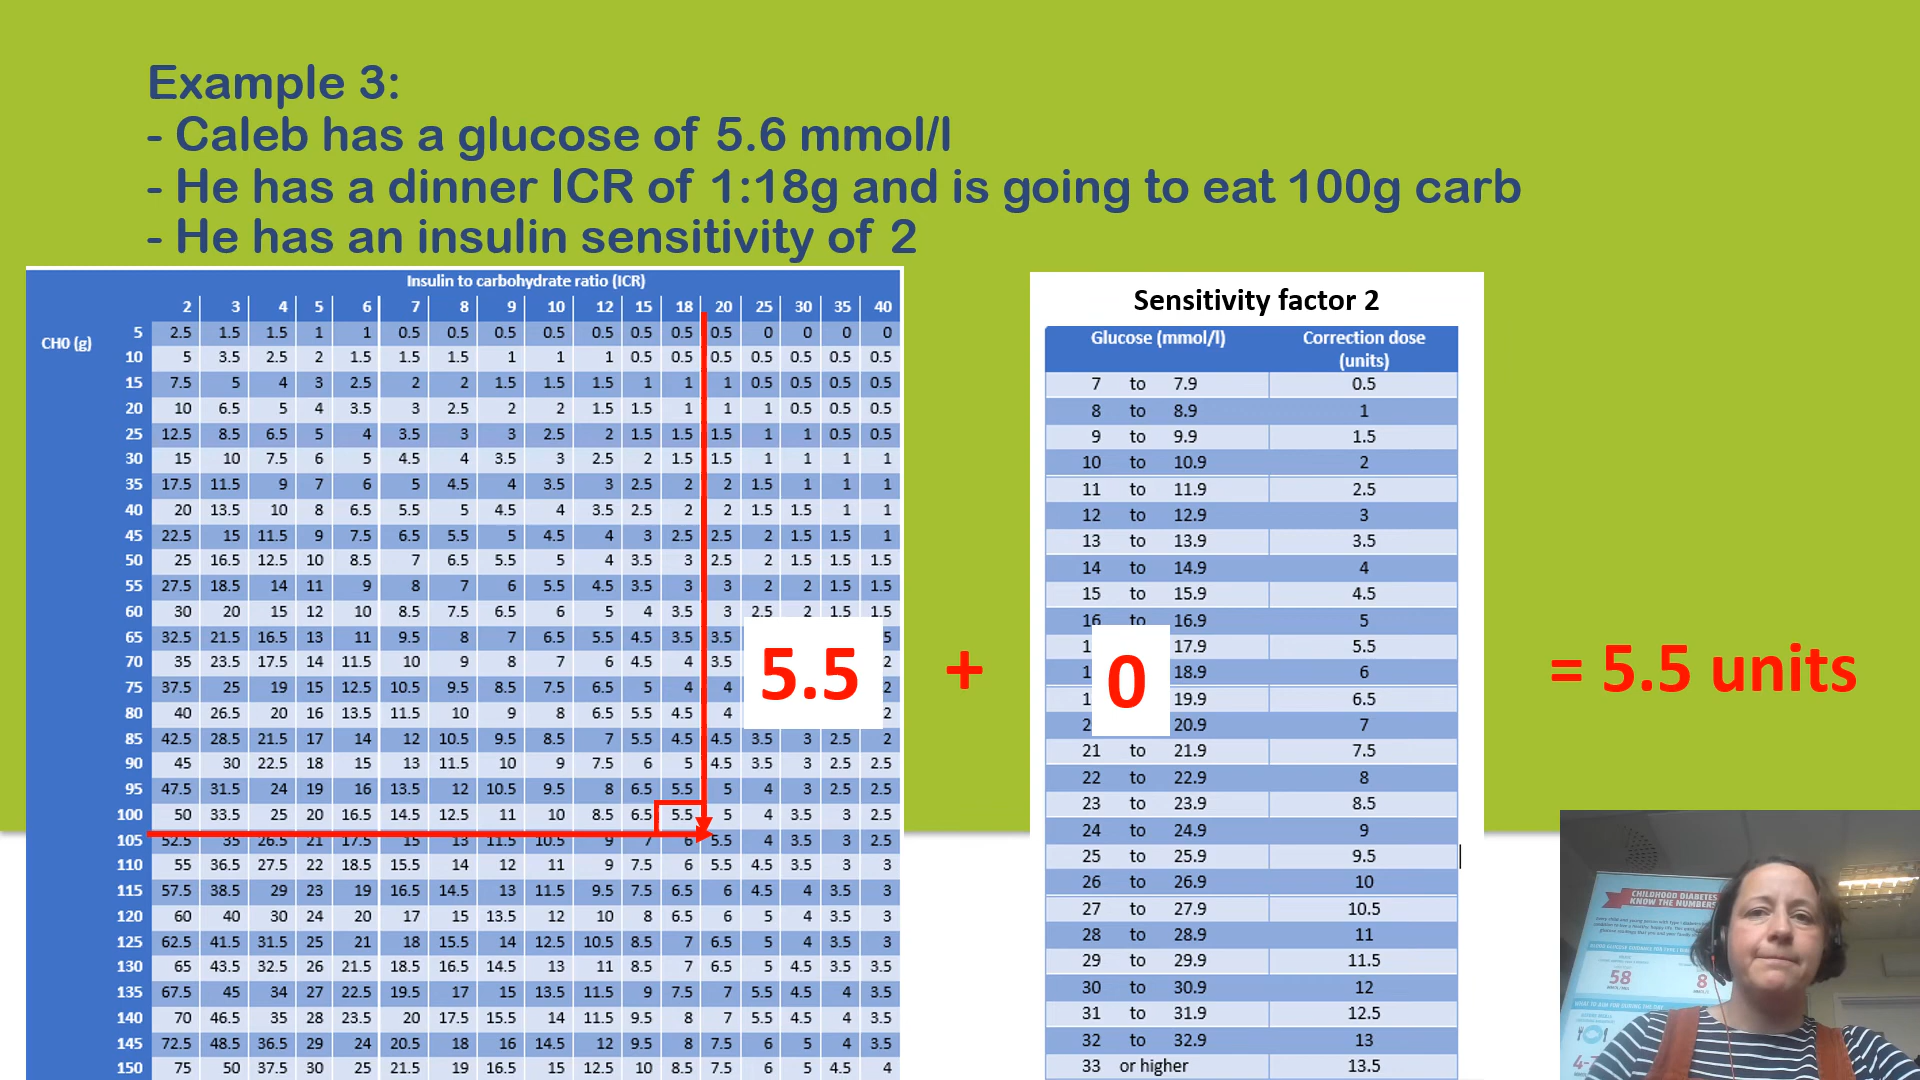 Example 3:
- Caleb has a glucose of 5.6 mmol/l
- He has a dinner ICR of 1:18g and is going to eat 100g carb
- He has an insulin sensitivity of 2
Insulin to carbohydrate ratio (ICR)
2 3 4 5 6 7 8 9 10 12 15 18 20 25 30 35 40
CH0 (g)
5 2.5 1.5 1.5 1 1 0.5 0.5 0.5 0.5 0.5 0.5 0.5 0.5 0 0 0 0
10 5 3.5 2.5 2 1.5 1.5 1.5 1 1 1 0.5 0.5 0.5 0.5 0.5 0.5 0.5
15 7.5 5 4 3 2.5 2 2 1.5 1.5 1.5 1 1 1 0.5 0.5 0.5 0.5
20 10 6.5 5 4 3.5 3 2.5 2 2 1.5 1.5 1 1 1 0.5 0.5 0.5
25 12.5 8.5 6.5 5 4 3.5 3 3 2.5 2 1.5 1.5 1.5 1 1 0.5 0.5
30 15 10 7.5 6 5 4.5 4 3.5 3 2.5 2 1.5 1.5 1 1 1 1
35 17.5 11.5 9 7 6 5 4.5 4 3.5 3 2.5 2 2 1.5 1 1 1
40 20 13.5 10 8 6.5 5.5 5 4.5 4 3.5 2.5 2 2 1.5 1.5 1 1
45 22.5 15 11.5 9 7.5 6.5 5.5 5 4.5 4 3 2.5 2.5 2 1.5 1.5 1
50 25 16.5 12.5 10 8.5 7 6.5 5.5 5 4 3.5 3 2.5 2 1.5 1.5 1.5
55 27.5 18.5 14 11 9 8 7 6 5.5 4.5 3.5 3 3 2 2 1.5 1.5
60 30 20 15 12 10 8.5 7.5 6.5 6 5 4 3.5 3 2.5 2 1.5 1.5
65 32.5 21.5 16.5 13 11 9.5 8 7 6.5 5.5 4.5 3.5 3.5 5
70 35 23.5 17.5 14 11.5 10 9 8 7 6 4.5 4 3.5 2
75 37.5 25 19 15 12.5 10.5 9.5 8.5 7.5 6.5 5 4 4 2
80 40 26.5 20 16 13.5 11.5 10 9 8 6.5 5.5 4.5 4 2
85 42.5 28.5 21.5 17 14 12 10.5 9.5 8.5 7 5.5 4.5 4.5 3.5 3 2.5 2
90 45 30 22.5 18 15 13 11.5 10 9 7.5 6 5 4.5 3.5 3 2.5 2.5
95 47.5 31.5 24 19 16 13.5 12 10.5 9.5 8 6.5 5.5 5 4 3 2.5 2.5
100 50 33.5 25 20 16.5 14.5 12.5 11 10 8.5 6.5 5.5 5 4 3.5 3 2.5
105 52.5 35 26.5 21 17.5 15 13 11.5 10.5 9 7 6 5.5 4 3.5 3 2.5
110 55 36.5 27.5 22 18.5 15.5 14 12 11 9 7.5 6 5.5 4.5 3.5 3 3
115 57.5 38.5 29 23 19 16.5 14.5 13 11.5 9.5 7.5 6.5 6 4.5 4 3.5 3
120 60 40 30 24 20 17 15 13.5 12 10 8 6.5 6 5 4 3.5 3
125 62.5 41.5 31.5 25 21 18 15.5 14 12.5 10.5 8.5 7 6.5 5 4 3.5 3
130 65 43.5 32.5 26 21.5 18.5 16.5 14.5 13 11 8.5 7 6.5 5 4.5 3.5 3.5
135 67.5 45 34 27 22.5 19.5 17 15 13.5 11.5 9 7.5 7 5.5 4.5 4 3.5
140 70 46.5 35 28 23.5 20 17.5 15.5 14 11.5 9.5 8 7 5.5 4.5 4 3.5
145 72.5 48.5 36.5 29 24 20.5 18 16 14.5 12 9.5 8 7.5 6 5 4 3.5
150 75 50 37.5 30 25 21.5 19 16.5 15 12.5 10 8.5 7.5 6 5 4.5 4
5.5
+
Sensitivity factor 2
Glucose (mmol/l) Correction dose (units)
7 to 7.9 0.5
8 to 8.9 1
9 to 9.9 1.5
10 to 10.9 2
11 to 11.9 2.5
12 to 12.9 3
13 to 13.9 3.5
14 to 14.9 4
15 to 15.9 4.5
16 to 16.9 5
1 17.9 5.5
1 18.9 6
1 19.9 6.5
2 20.9 7
21 to 21.9 7.5
22 to 22.9 8
23 to 23.9 8.5
24 to 24.9 9
25 to 25.9 9.5
26 to 26.9 10
27 to 27.9 10.5
28 to 28.9 11
29 to 29.9 11.5
30 to 30.9 12
31 to 31.9 12.5
32 to 32.9 13
33 or higher 13.5
0
= 5.5 units
CHILDHOOD DIABETES
KNOW THE NUMBERS
58
8
4-7